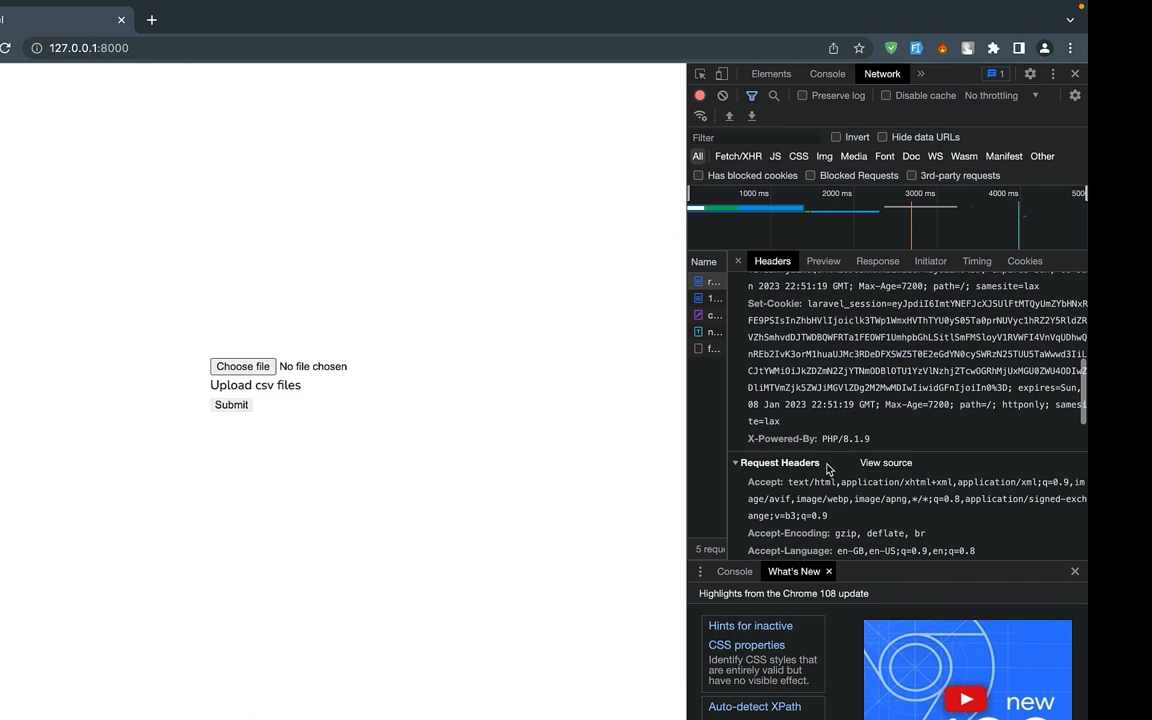 127.0.0.1:8000
Elements Console Network » 1
Preserve log Disable cache No throttling
Filter Invert Hide data URLs
All Fetch/XHR JS CSS Img Media Font Doc WS Wasm Manifest Other
Has blocked cookies Blocked Requests 3rd-party requests
1000 ms 2000 ms 3000 ms 4000 ms 500
Name Headers Preview Response Initiator Timing Cookies
r...
1...
c...
n...
f...
n 2023 22:51:19 GMT; Max-Age=7200; path=/; samesite=lax
Set-Cookie: laravel_session=
expires=Sun,
08 Jan 2023 22:51:19 GMT; Max-Age=7200; path=/; httponly; samesi
te=lax
X-Powered-By: PHP/8.1.9
Request Headers View source
Accept: text/html,application/xhtml+xml,application/xml;q=0.9,im
age/avif,image/webp,image/apng,*/*;q=0.8,application/signed-exch
ange;v=b3;q=0.9
Accept-Encoding: gzip, deflate, br
Accept-Language: en-GB,en-US;q=0.9,en;q=0.8
5 requ
Choose file No file chosen
Upload csv files
Submit
Console What's New
Highlights from the Chrome 108 update
Hints for inactive
CSS properties
Identify CSS styles that
are entirely valid but
have no visible effect.
Auto-detect XPath
new